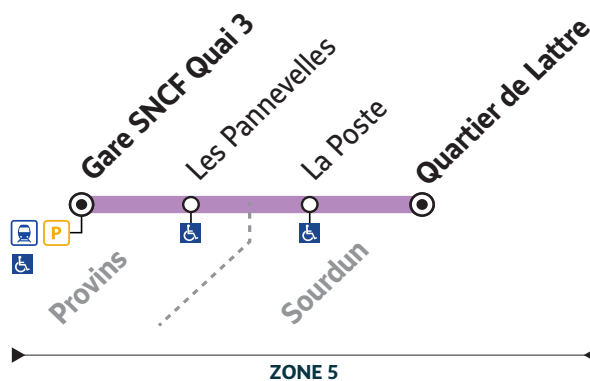 Gare SNCF Quai 3
Les Pannevelles
La Poste
Quartier de Lattre
P
Provins
Sourdun
ZONE 5